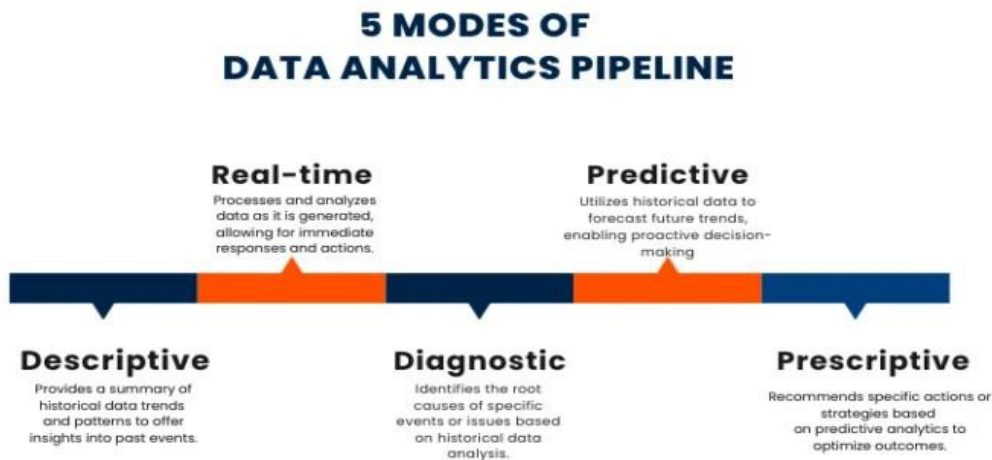 5 MODES OF
DATA ANALYTICS PIPELINE
Real-time
Processes and analyzes
data as it is generated,
allowing for immediate
responses and actions.
Predictive
Utilizes historical data to
forecast future trends,
enabling proactive decision-
making
Descriptive
Provides a summary of
historical data trends
and patterns to offer
insights into past events.
Diagnostic
Identifies the root
causes of specific
events or issues based
on historical data
analysis.
Prescriptive
Recommends specific actions or
strategies based
on predictive analytics to
optimize outcomes.